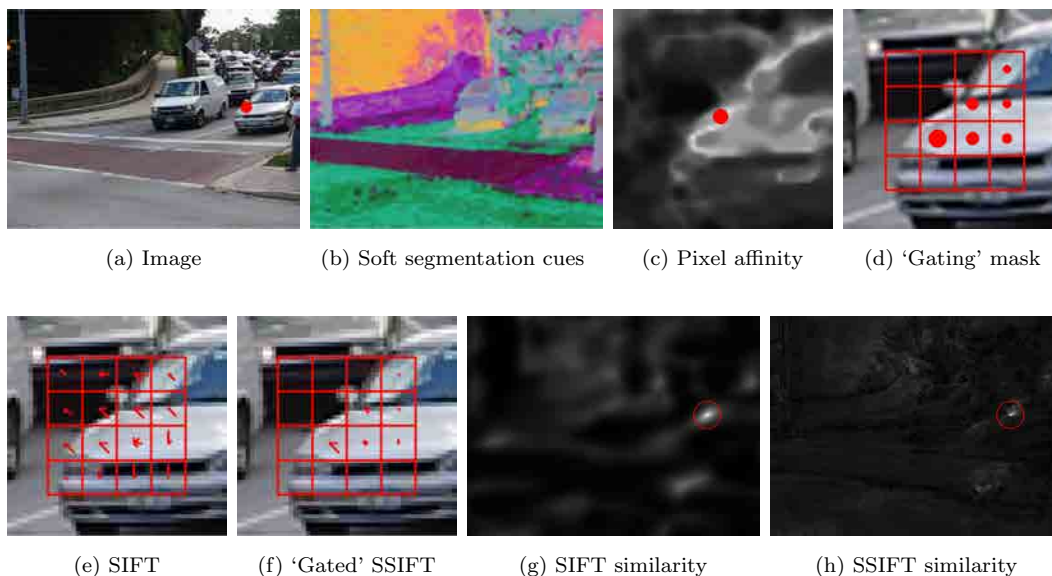 (a) Image
(b) Soft segmentation cues
(c) Pixel affinity
(d) ‘Gating’ mask
(e) SIFT
(f) ‘Gated’ SSIFT
(g) SIFT similarity
(h) SSIFT similarity